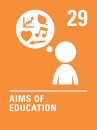 29
AIMS OF
EDUCATION